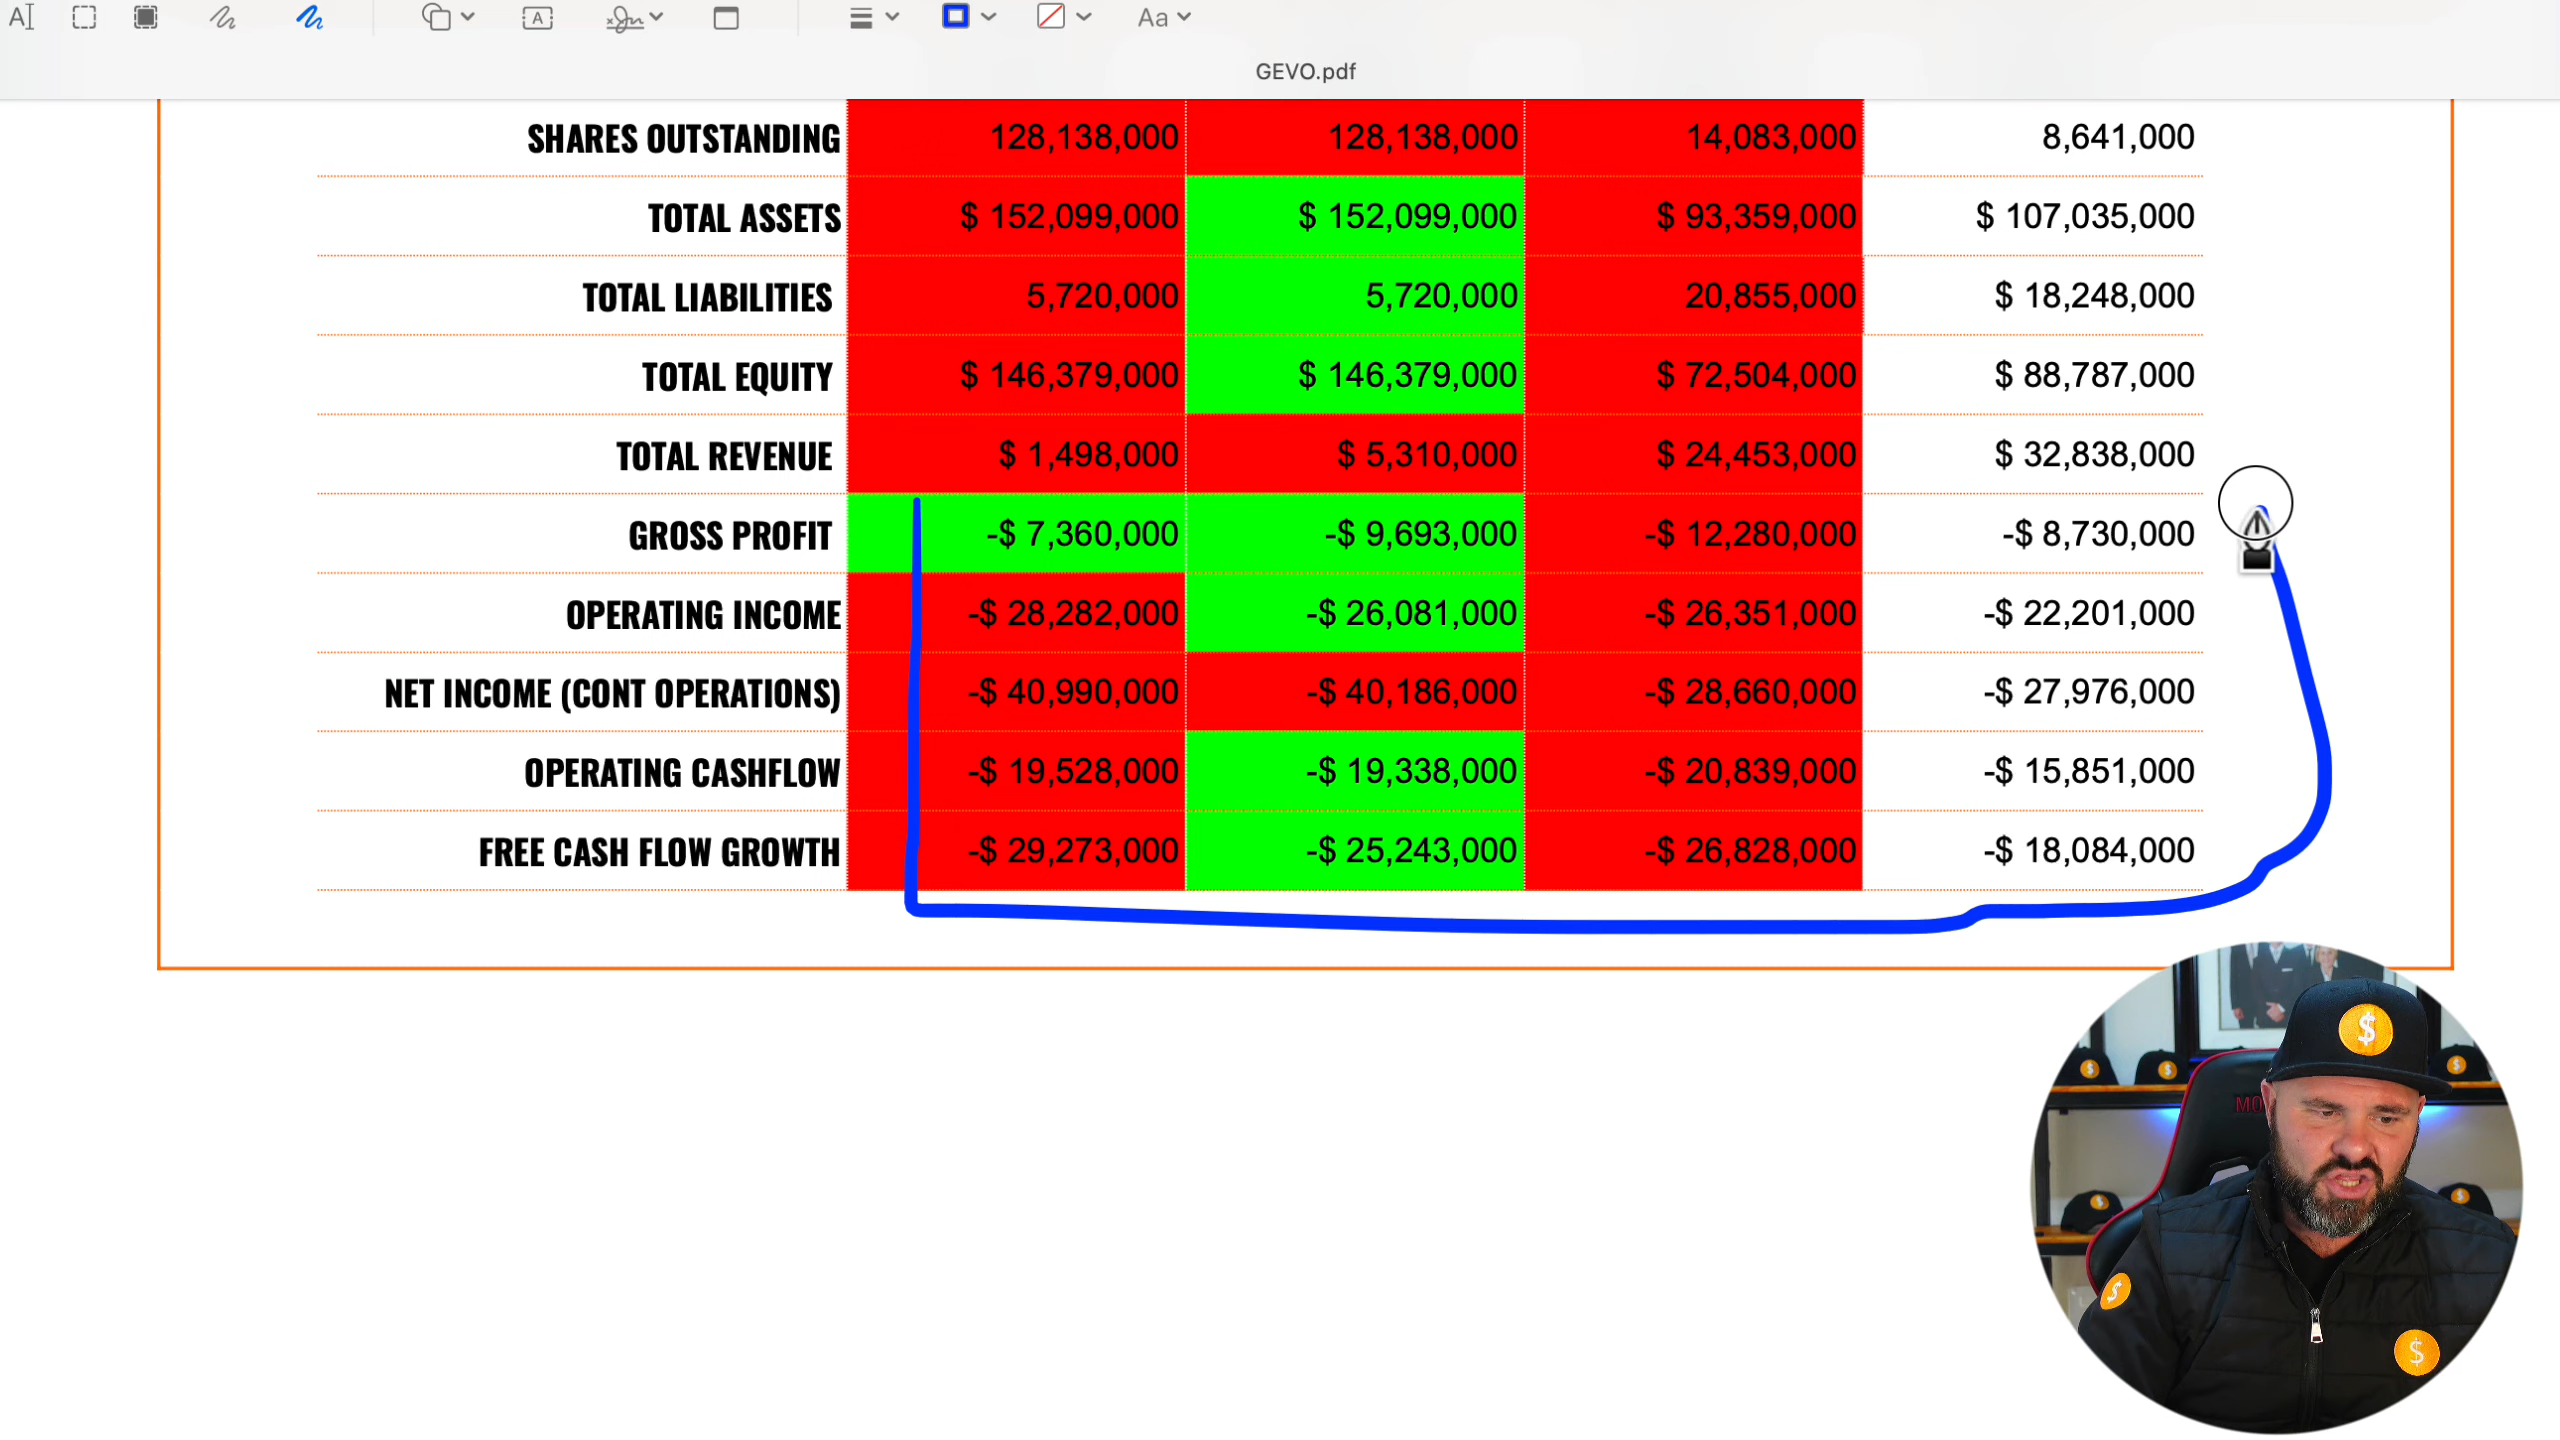 Aa
GEVO.pdf
SHARES OUTSTANDING 128,138,000 128,138,000 14,083,000 8,641,000
TOTAL ASSETS $ 152,099,000 $ 152,099,000 $ 93,359,000 $ 107,035,000
TOTAL LIABILITIES 5,720,000 5,720,000 20,855,000 $ 18,248,000
TOTAL EQUITY $ 146,379,000 $ 146,379,000 $ 72,504,000 $ 88,787,000
TOTAL REVENUE $ 1,498,000 $ 5,310,000 $ 24,453,000 $ 32,838,000
GROSS PROFIT -$ 7,360,000 -$ 9,693,000 -$ 12,280,000 -$ 8,730,000
OPERATING INCOME -$ 28,282,000 -$ 26,081,000 -$ 26,351,000 -$ 22,201,000
NET INCOME (CONT OPERATIONS) -$ 40,990,000 -$ 40,186,000 -$ 28,660,000 -$ 27,976,000
OPERATING CASHFLOW -$ 19,528,000 -$ 19,338,000 -$ 20,839,000 -$ 15,851,000
FREE CASH FLOW GROWTH -$ 29,273,000 -$ 25,243,000 -$ 26,828,000 -$ 18,084,000